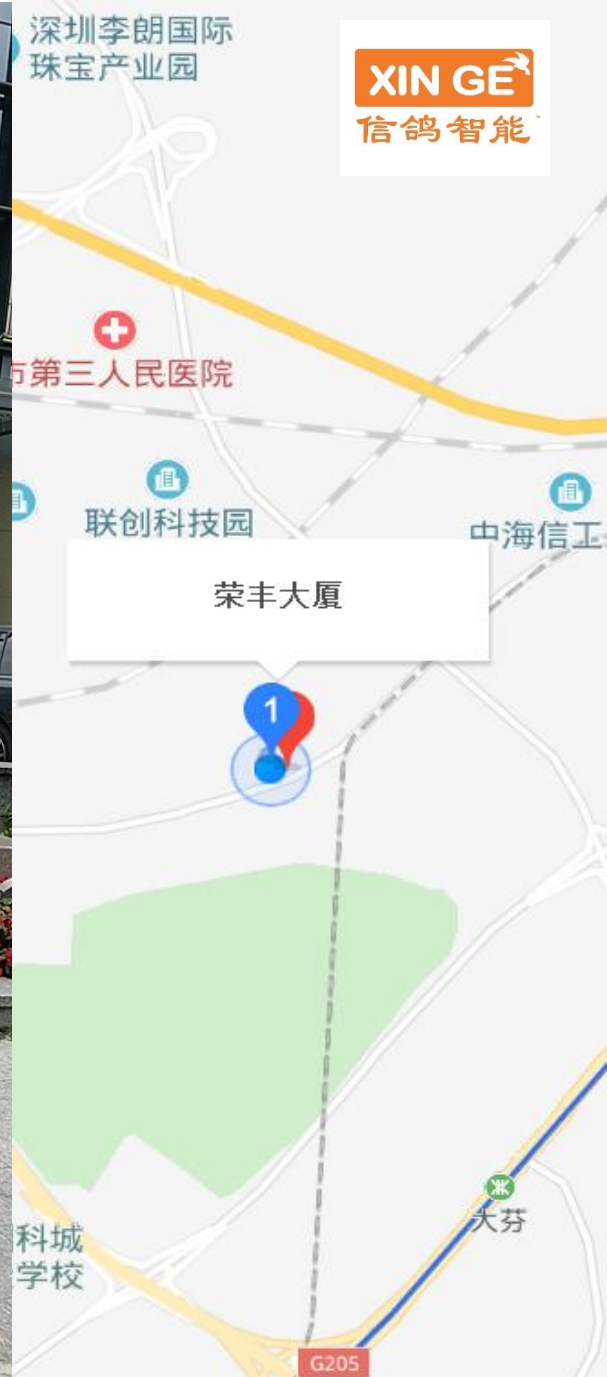 深圳李朗国际
珠宝产业园
XIN GE
信鸽智能
市第三人民医院
联创科技园
中海信工
荣丰大厦
1
大芬
科城
学校
G205